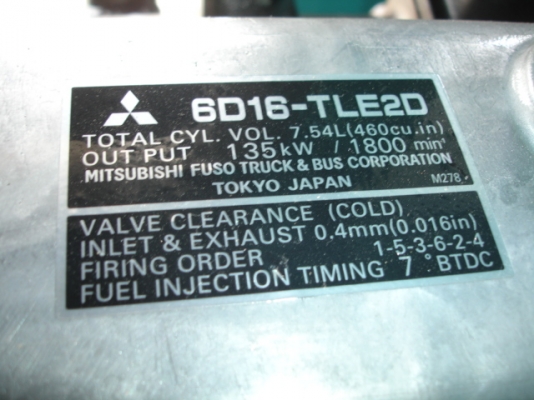 6D16-TLE2D
TOTAL CYL. VOL. 7.54L(460cu.in)
OUT PUT 135kW / 1800 min⁻¹
MITSUBISHI FUSO TRUCK & BUS CORPORATION
TOKYO JAPAN M278
VALVE CLEARANCE (COLD)
INLET & EXHAUST 0.4mm(0.016in)
FIRING ORDER 1-5-3-6-2-4
FUEL INJECTION TIMING 7° BTDC